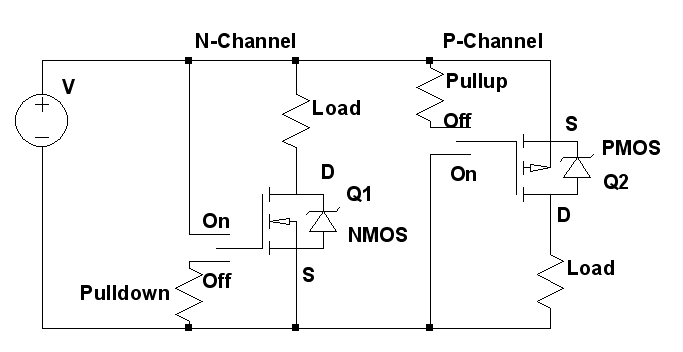 N-Channel P-Channel
V
Pullup
Load
Off
S
PMOS
On
D
Q2
Q1
On
NMOS
D
S
Off
Load
Pulldown